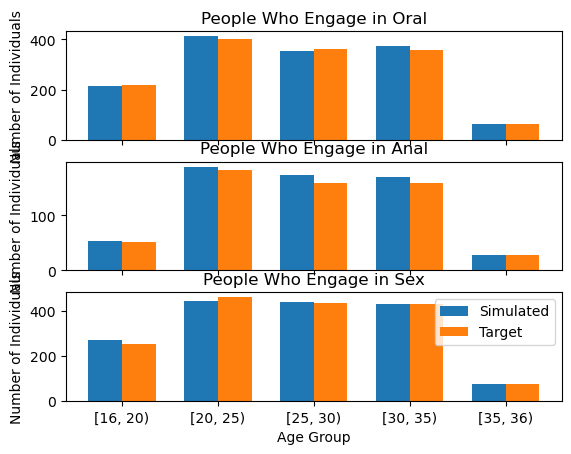 People Who Engage in Oral
Number of Individuals
400
200
0
People Who Engage in Anal
Number of Individuals
100
0
People Who Engage in Sex
Number of Individuals
400
200
0
Simulated
Target
[16, 20)
[20, 25)
[25, 30)
[30, 35)
[35, 36)
Age Group